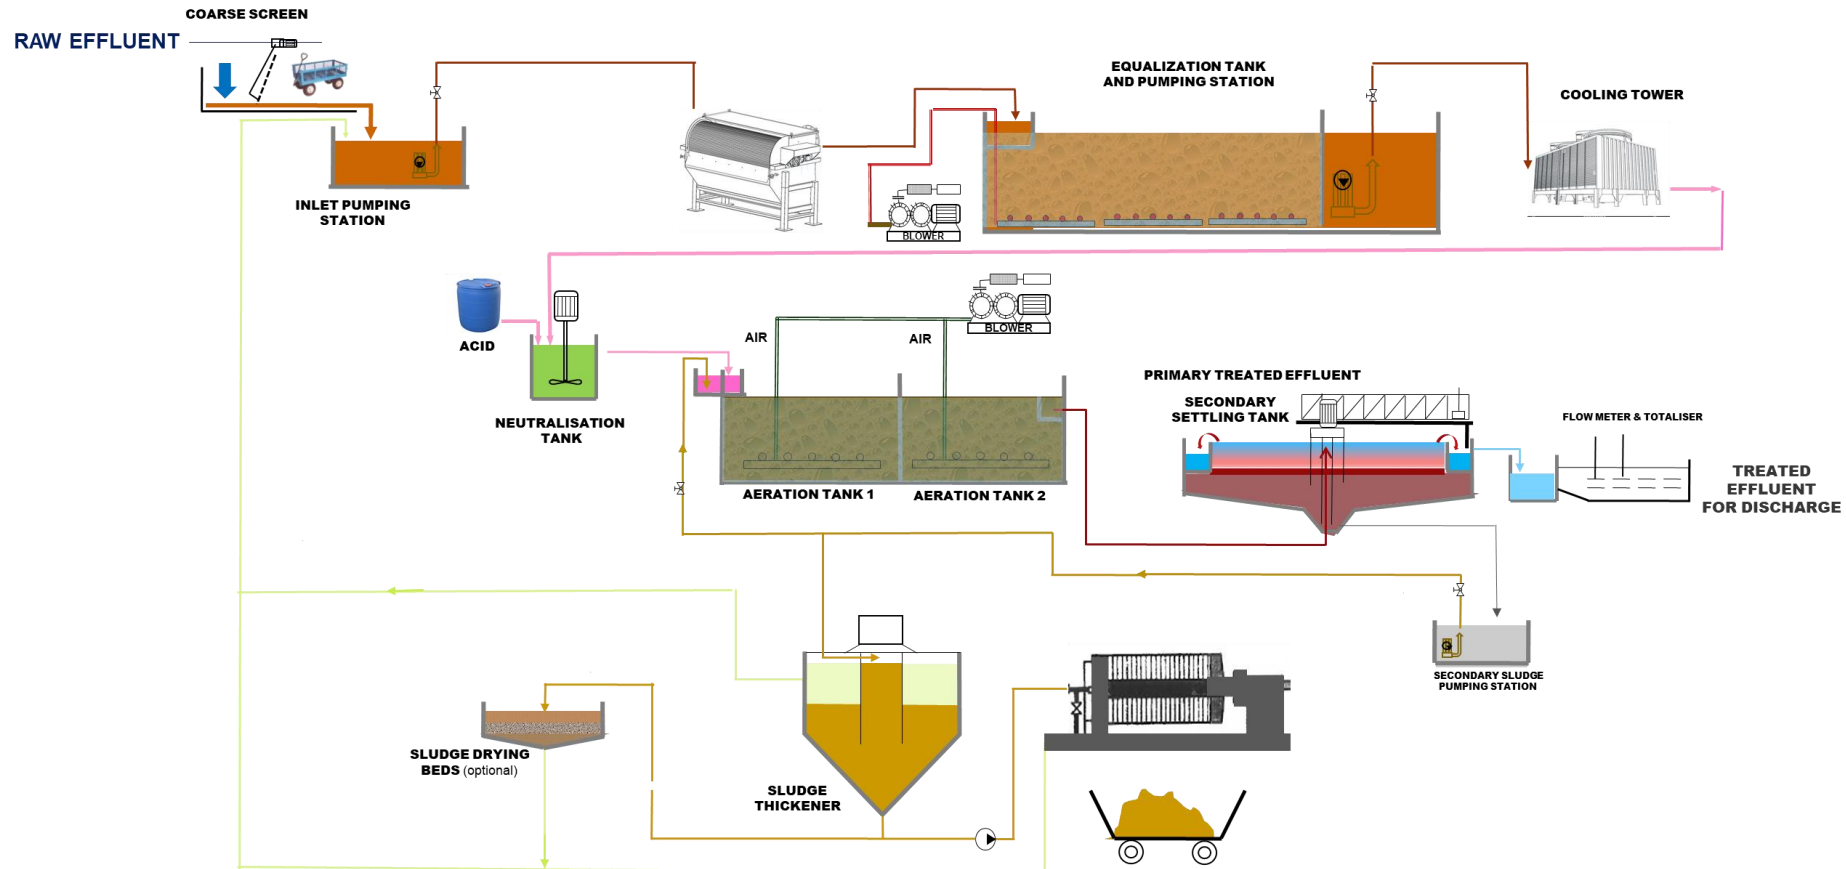 COARSE SCREEN
RAW EFFLUENT
EQUALIZATION TANK
AND PUMPING STATION
COOLING TOWER
INLET PUMPING
STATION
BLOWER
ACID
NEUTRALISATION
TANK
AIR
AIR
BLOWER
AERATION TANK 1
AERATION TANK 2
PRIMARY TREATED EFFLUENT
SECONDARY
SETTLING TANK
FLOW METER & TOTALISER
TREATED
EFFLUENT
FOR DISCHARGE
SECONDARY SLUDGE
PUMPING STATION
SLUDGE DRYING
BEDS (optional)
SLUDGE
THICKENER